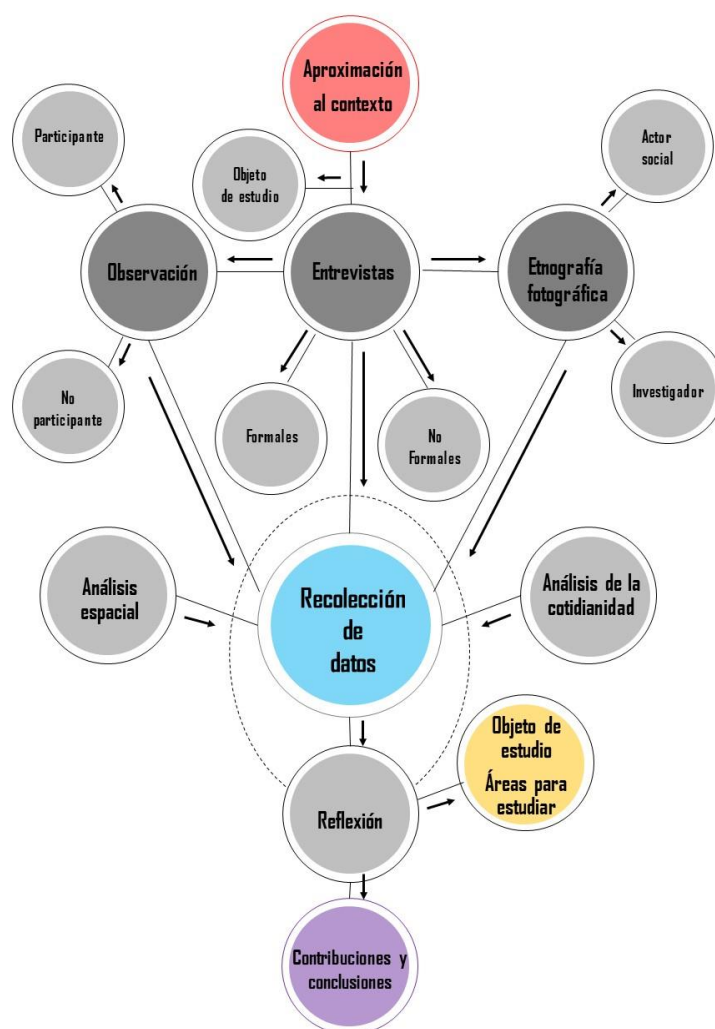 Aproximación
al contexto
Participante
Objeto
de estudio
Actor
social
Observación
Entrevistas
Etnografía
fotográfica
No
participante
Formales
No
Formales
Investigador
Análisis
espacial
Recolección
de
datos
Análisis de la
cotidianidad
Objeto de
estudio
Áreas para
estudiar
Reflexión
Contribuciones y
conclusiones